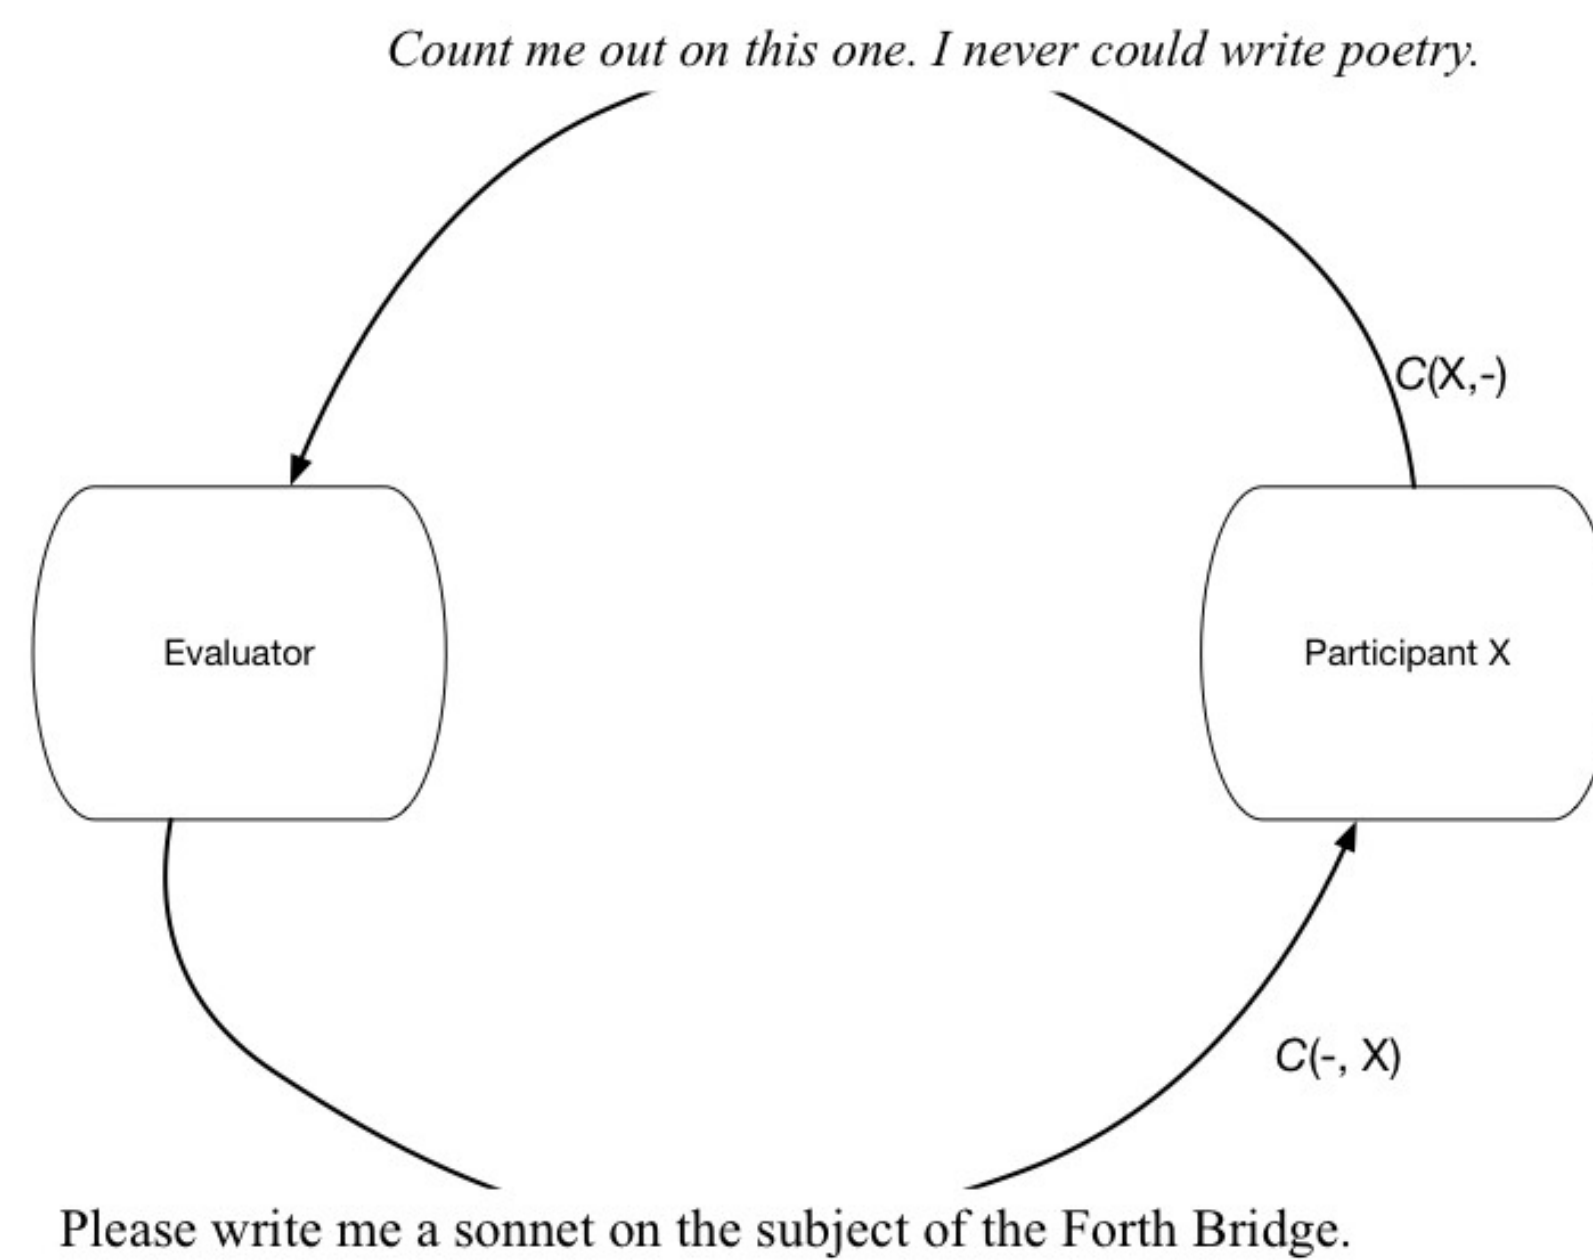 Count me out on this one. I never could write poetry.
C(X,-)
Evaluator
Participant X
C(-, X)
Please write me a sonnet on the subject of the Forth Bridge.